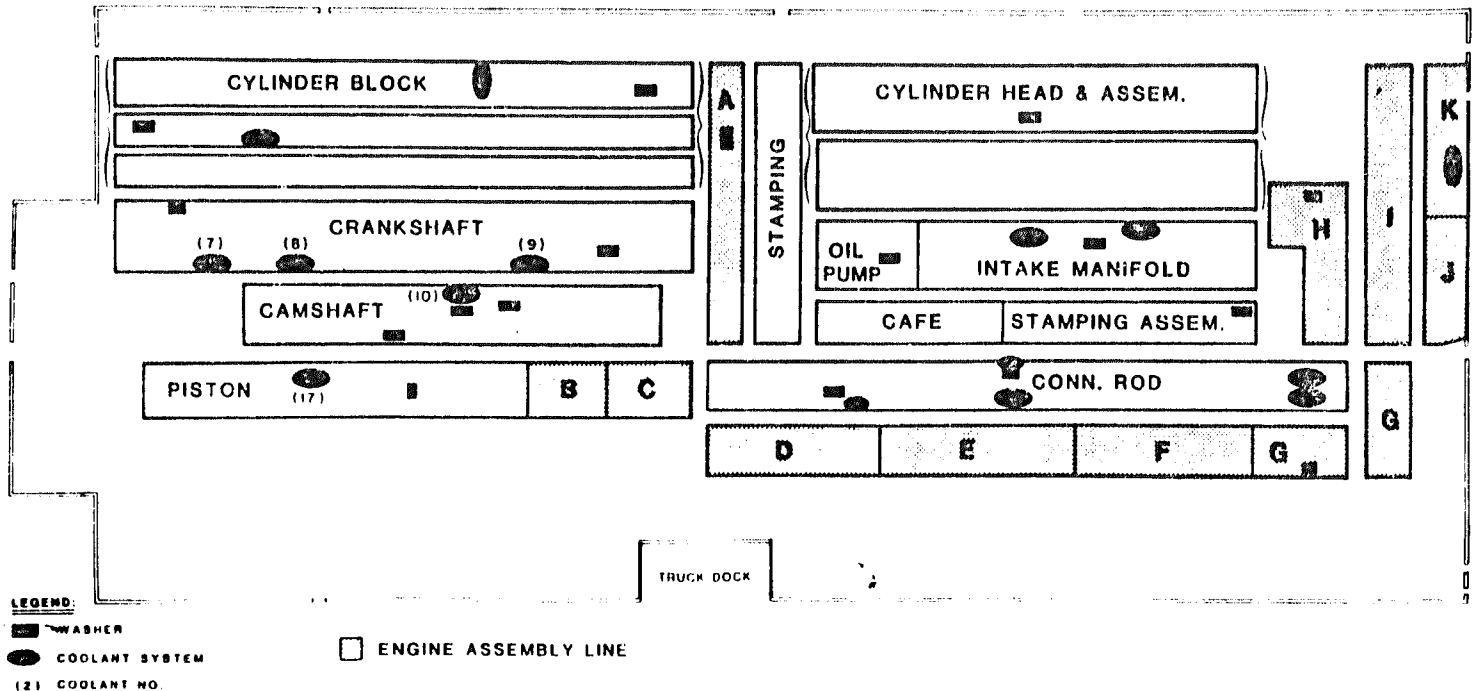 CYLINDER BLOCK
A
STAMPING
CYLINDER HEAD & ASSEM.
K
CRANKSHAFT
(7)
(8)
(9)
OIL
PUMP
INTAKE MANIFOLD
H
I
J
CAMSHAFT
(10)
CAFE
STAMPING ASSEM.
PISTON
(17)
B
C
CONN. ROD
G
D
E
F
G
TRUCK DOCK
LEGEND:
WASHER
COOLANT SYSTEM
(2) COOLANT NO.
ENGINE ASSEMBLY LINE